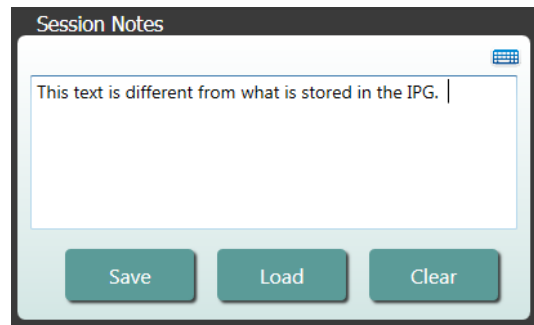 Session Notes
This text is different from what is stored in the IPG.
Save Load Clear